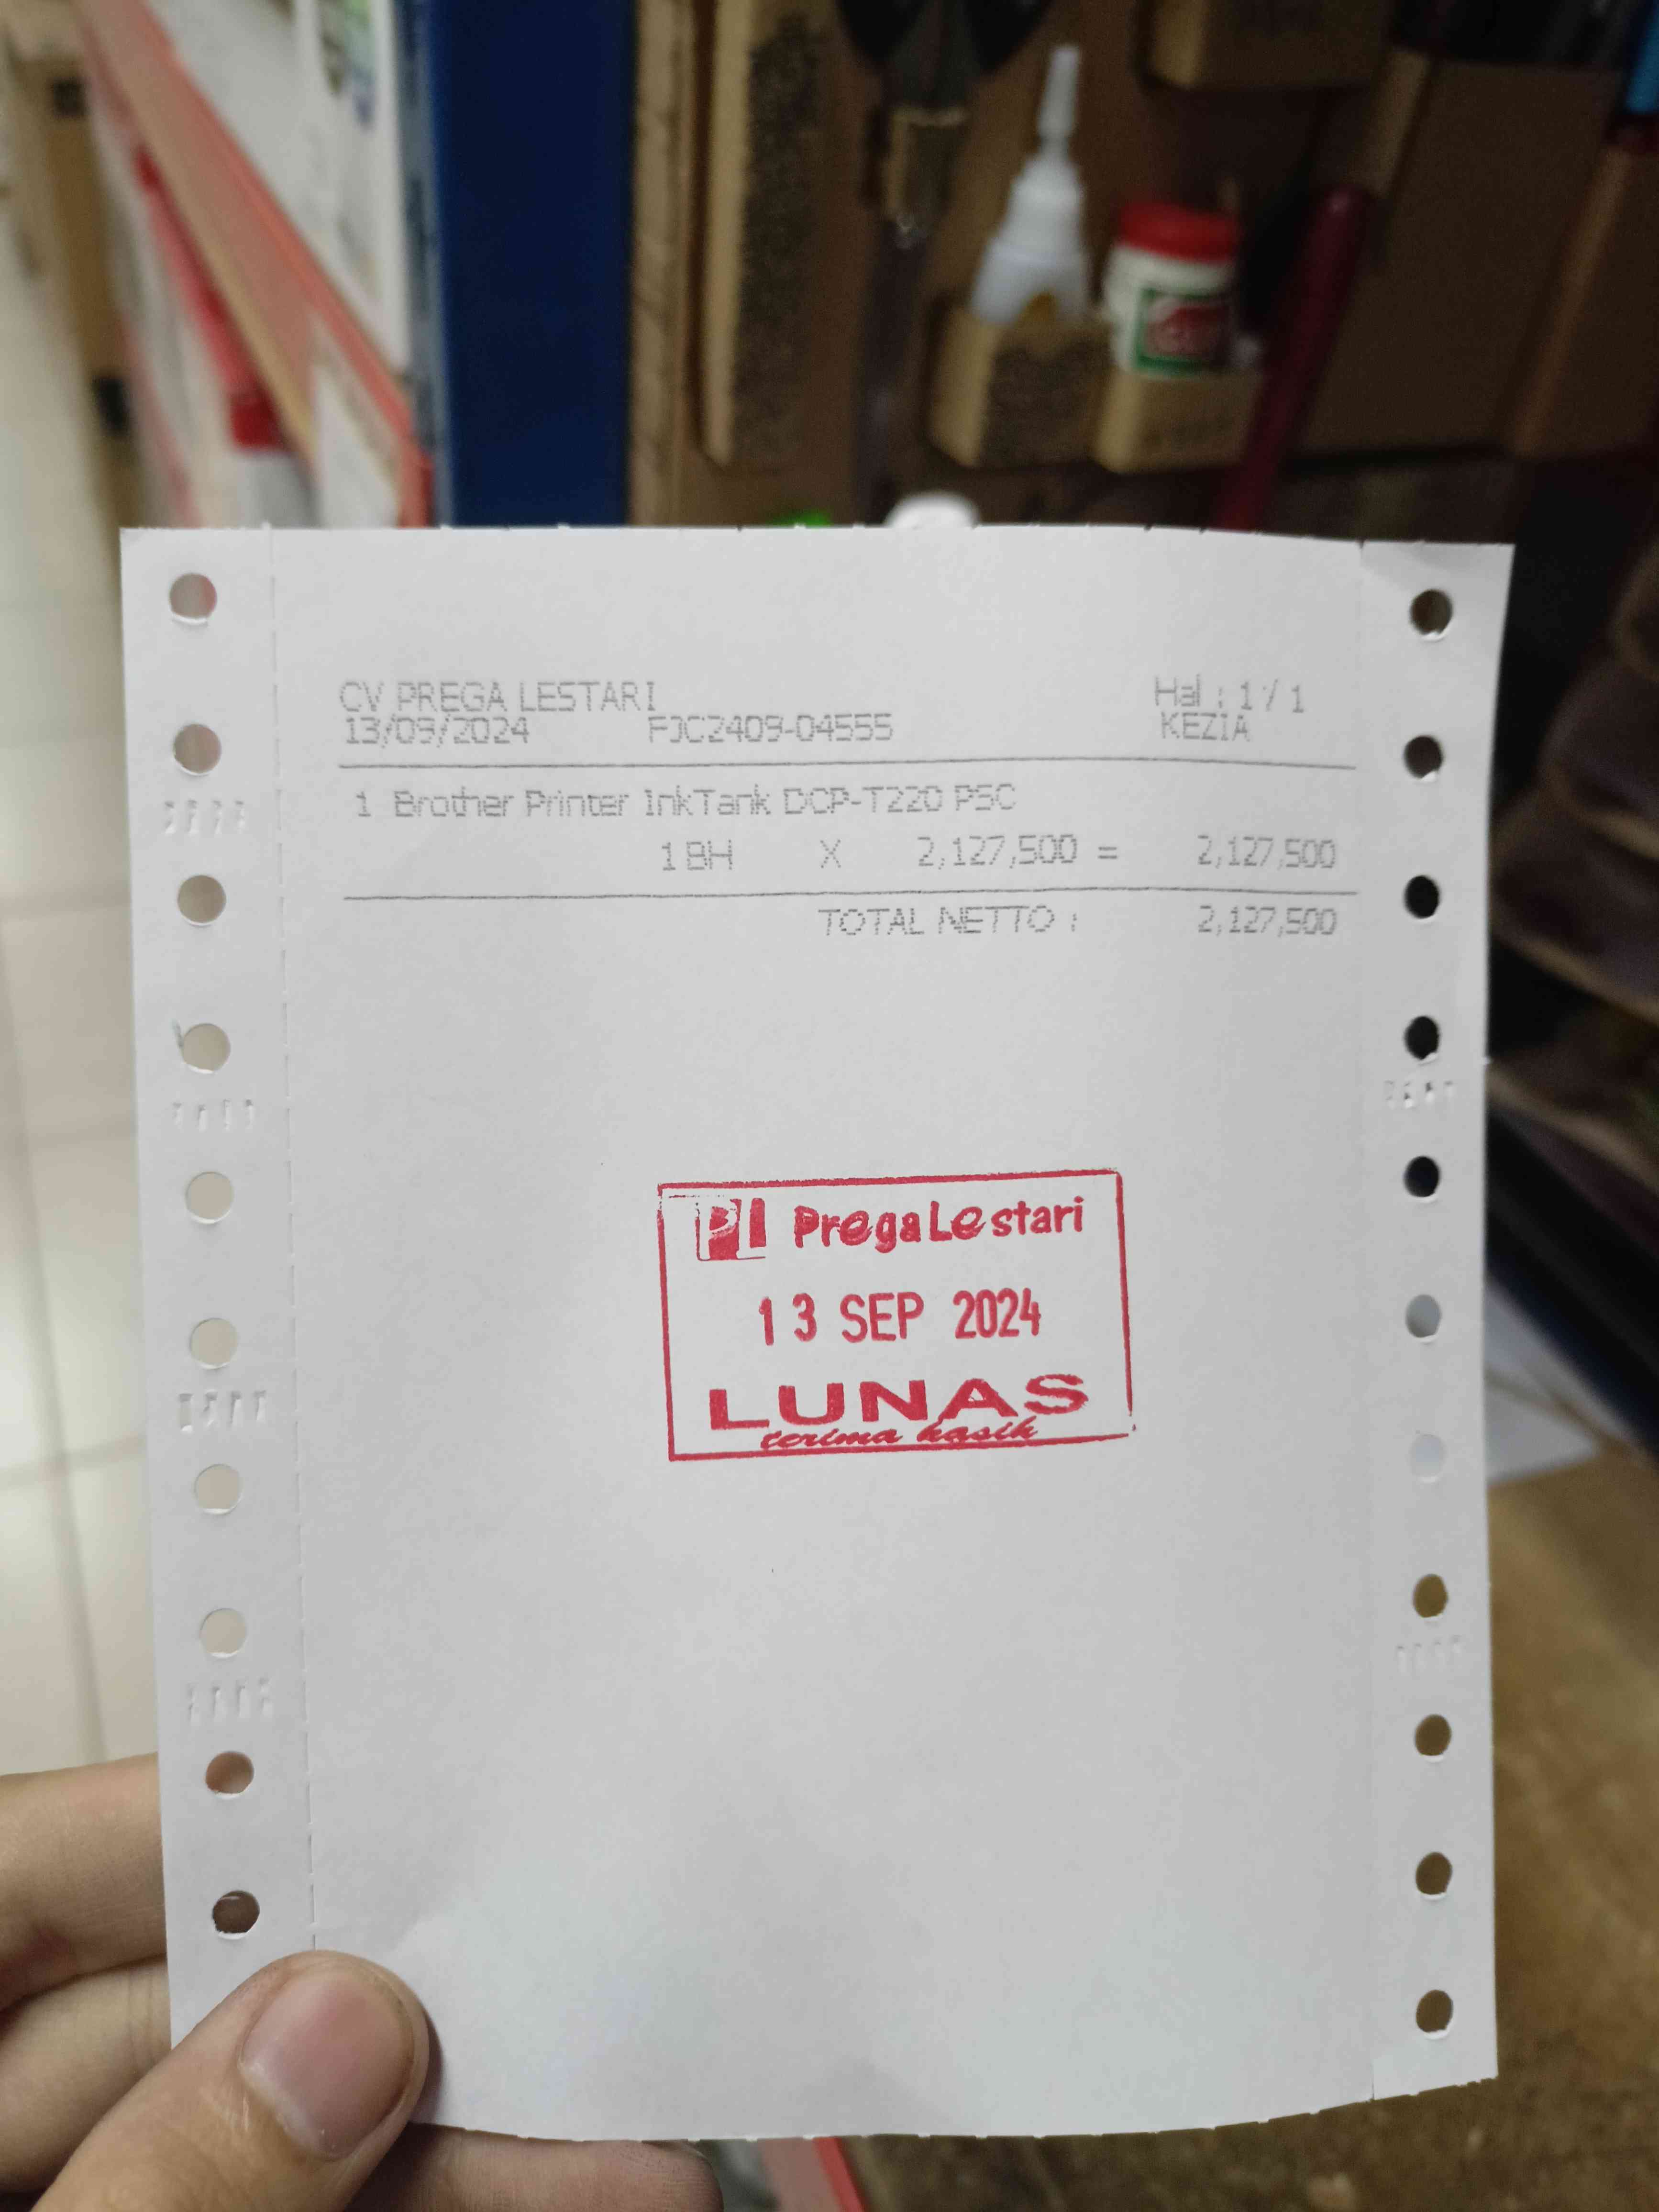 CV PREGA LESTARI Hal : 1 / 1
13/09/2024 FJC2409-04555 KEZIA
1 Brother Printer InkTank DCP-T220 PSC
1 BH X 2,127,500 = 2,127,500
TOTAL NETTO : 2,127,500
PL PregaLestari
13 SEP 2024
LUNAS
terima kasih